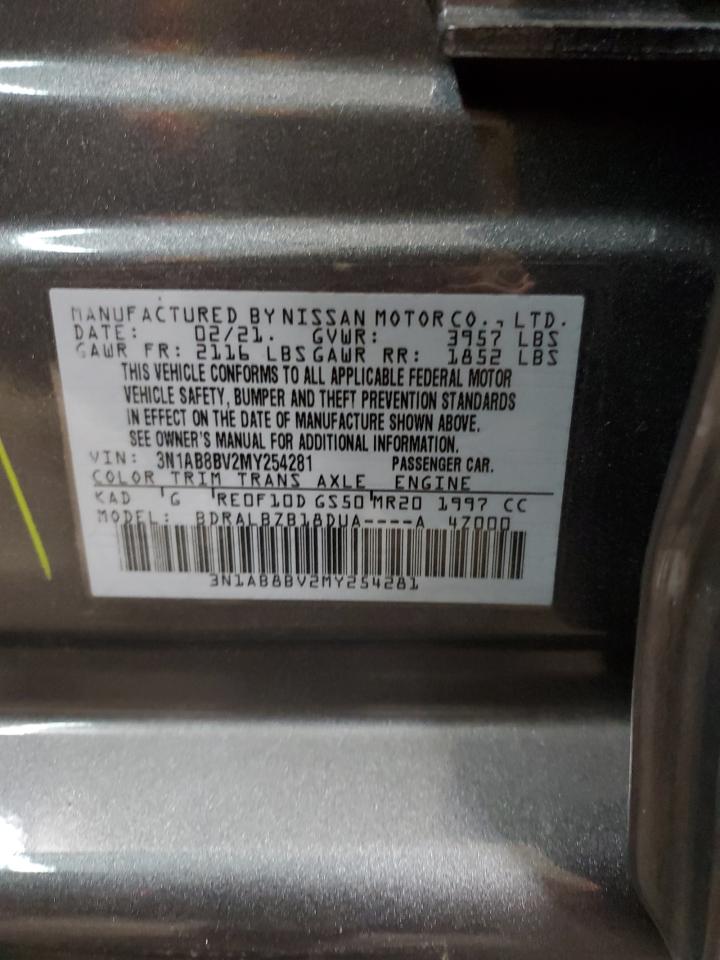 MANUFACTURED BY NISSAN MOTOR CO., LTD.
DATE: 02/21. GVWR: 3957 LBS
GAWR FR: 2116 LBS GAWR RR: 1852 LBS
THIS VEHICLE CONFORMS TO ALL APPLICABLE FEDERAL MOTOR
VEHICLE SAFETY, BUMPER AND THEFT PREVENTION STANDARDS
IN EFFECT ON THE DATE OF MANUFACTURE SHOWN ABOVE.
SEE OWNER'S MANUAL FOR ADDITIONAL INFORMATION.
VIN: 3N1AB8BV2MY254281 PASSENGER CAR.
COLOR TRIM TRANS AXLE ENGINE
KAD G RE0F10D GS50 MR20 1997 CC
MODEL: BDRALBZB18DUA----A 4Z000
3N1AB8BV2MY254281